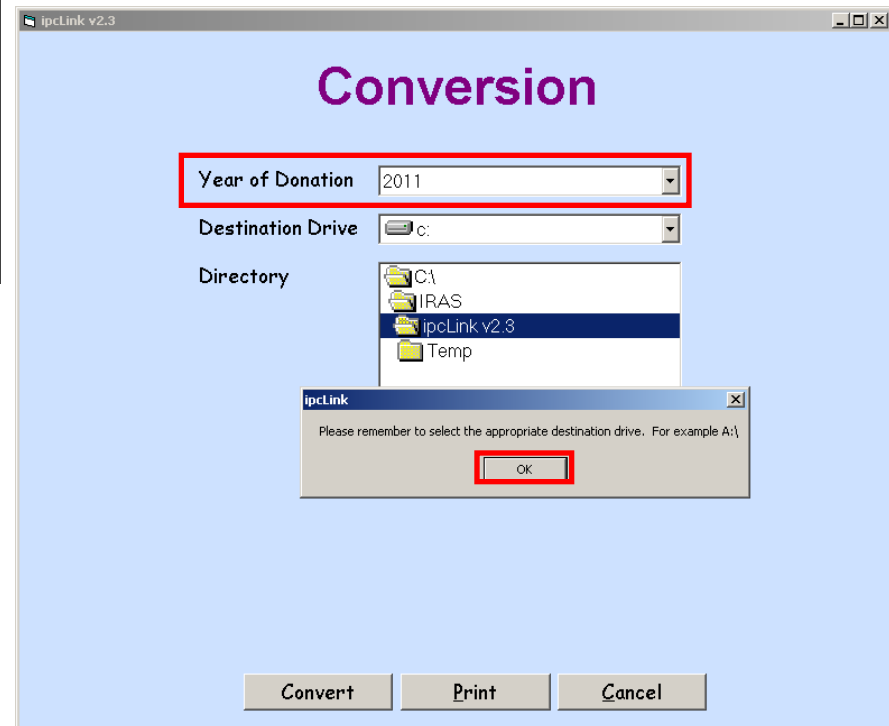 ipcLink v2.3
Conversion
Year of Donation 2011
Destination Drive c:
Directory C:\
IRAS
ipcLink v2.3
Temp
ipcLink
Please remember to select the appropriate destination drive. For example A:\
OK
Convert Print Cancel